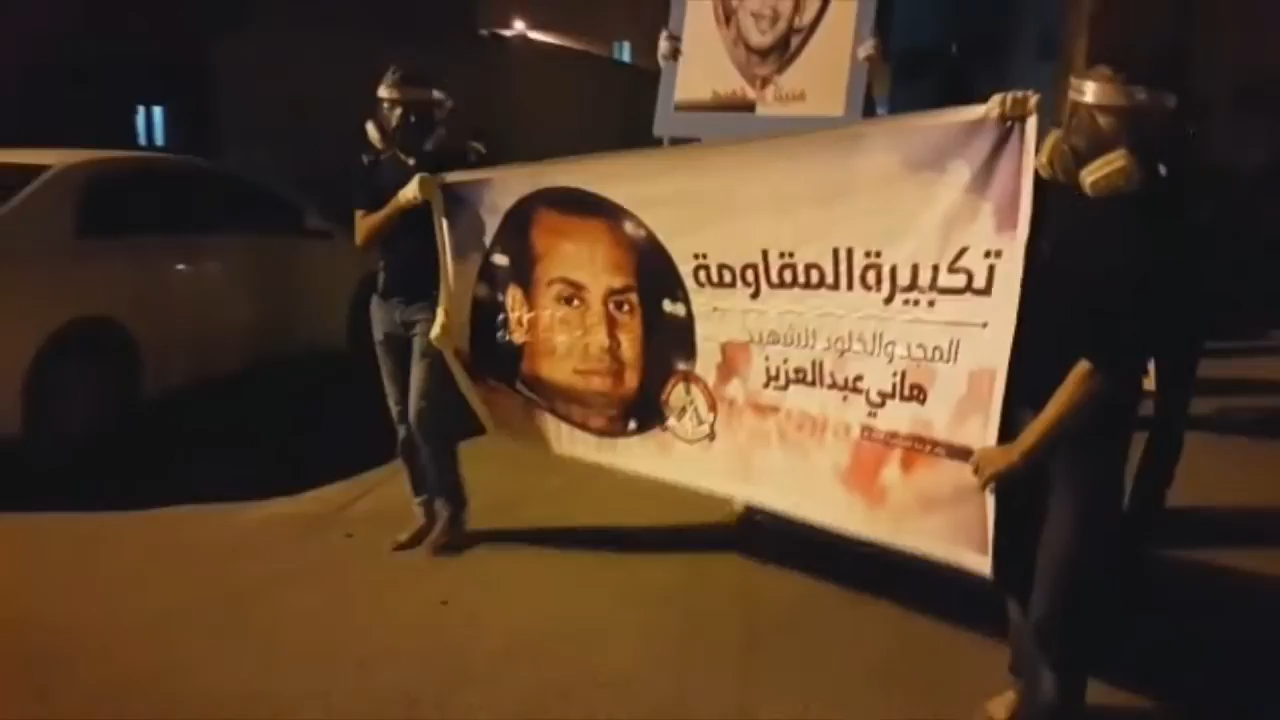 تكبيرة المقاومة
المجد والخلود للشهيد
هاني عبدالعزيز